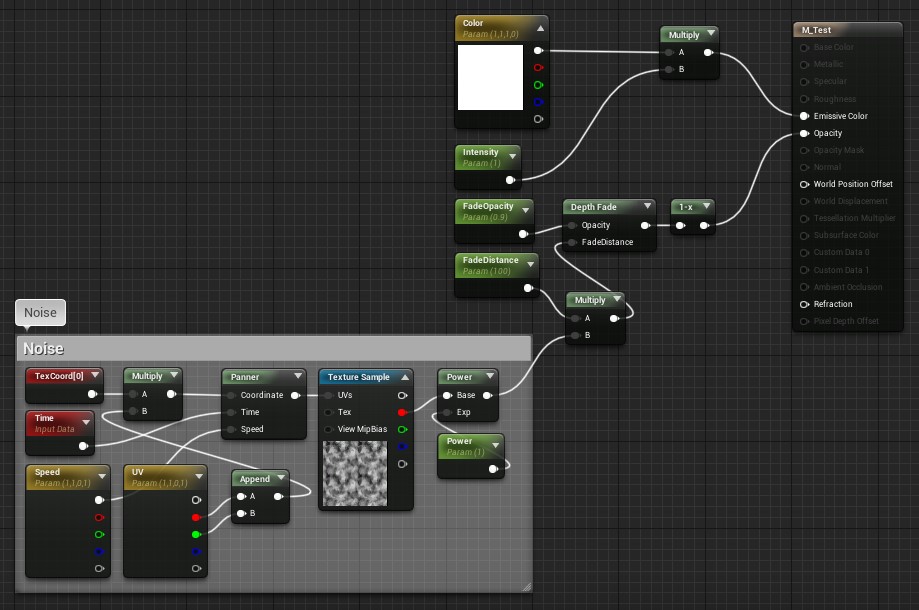 Color
Param (1,1,1,0)
Multiply
A
B
M_Test
Base Color
Metallic
Specular
Roughness
Emissive Color
Opacity
Opacity Mask
Normal
World Position Offset
World Displacement
Tessellation Multiplier
Subsurface Color
Custom Data 0
Custom Data 1
Ambient Occlusion
Refraction
Pixel Depth Offset
Intensity
Param (1)
FadeOpacity
Param (0.9)
Depth Fade
Opacity
FadeDistance
1-x
FadeDistance
Param (100)
Multiply
A
B
Noise
Noise
TexCoord[0]
Multiply
A
B
Panner
Coordinate
Time
Speed
Texture Sample
UVs
Tex
View MipBias
Power
Base
Exp
Time
Input Data
Power
Param (1)
Speed
Param (1,1,0,1)
UV
Param (1,1,0,1)
Append
A
B